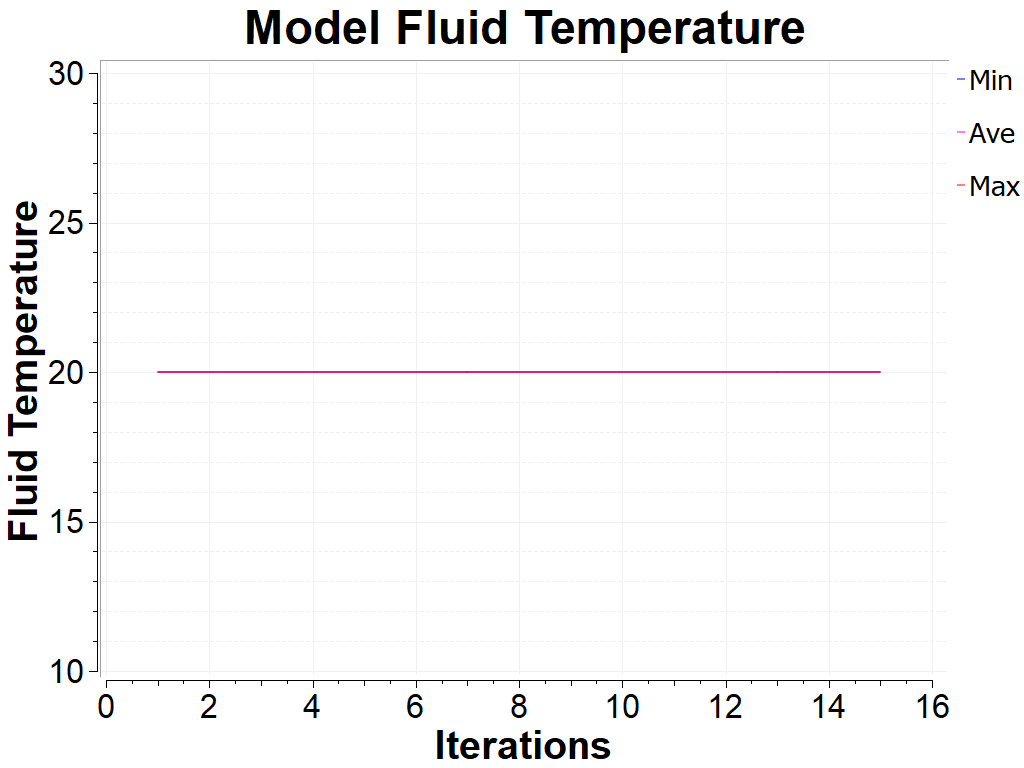 Model Fluid Temperature
Min
Ave
Max
Fluid Temperature
30
25
20
15
10
0 2 4 6 8 10 12 14 16
Iterations